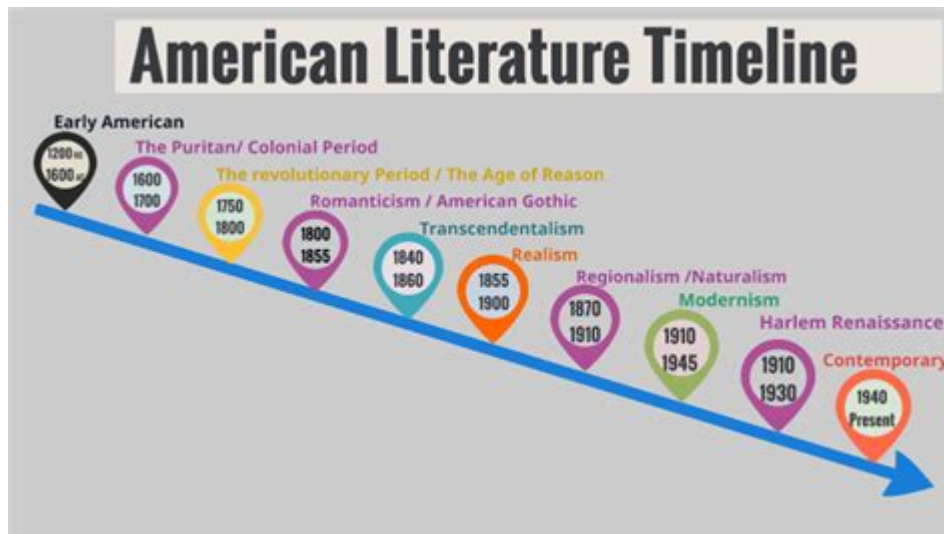 American Literature Timeline
Early American
1200
1600
The Puritan/ Colonial Period
1600
1700
The revolutionary Period / The Age of Reason
1750
1800
Romanticism / American Gothic
1800
1855
Transcendentalism
1840
1860
Realism
1855
1900
Regionalism /Naturalism
1870
1910
Modernism
1910
1945
Harlem Renaissance
1910
1930
Contemporary
1940
Present